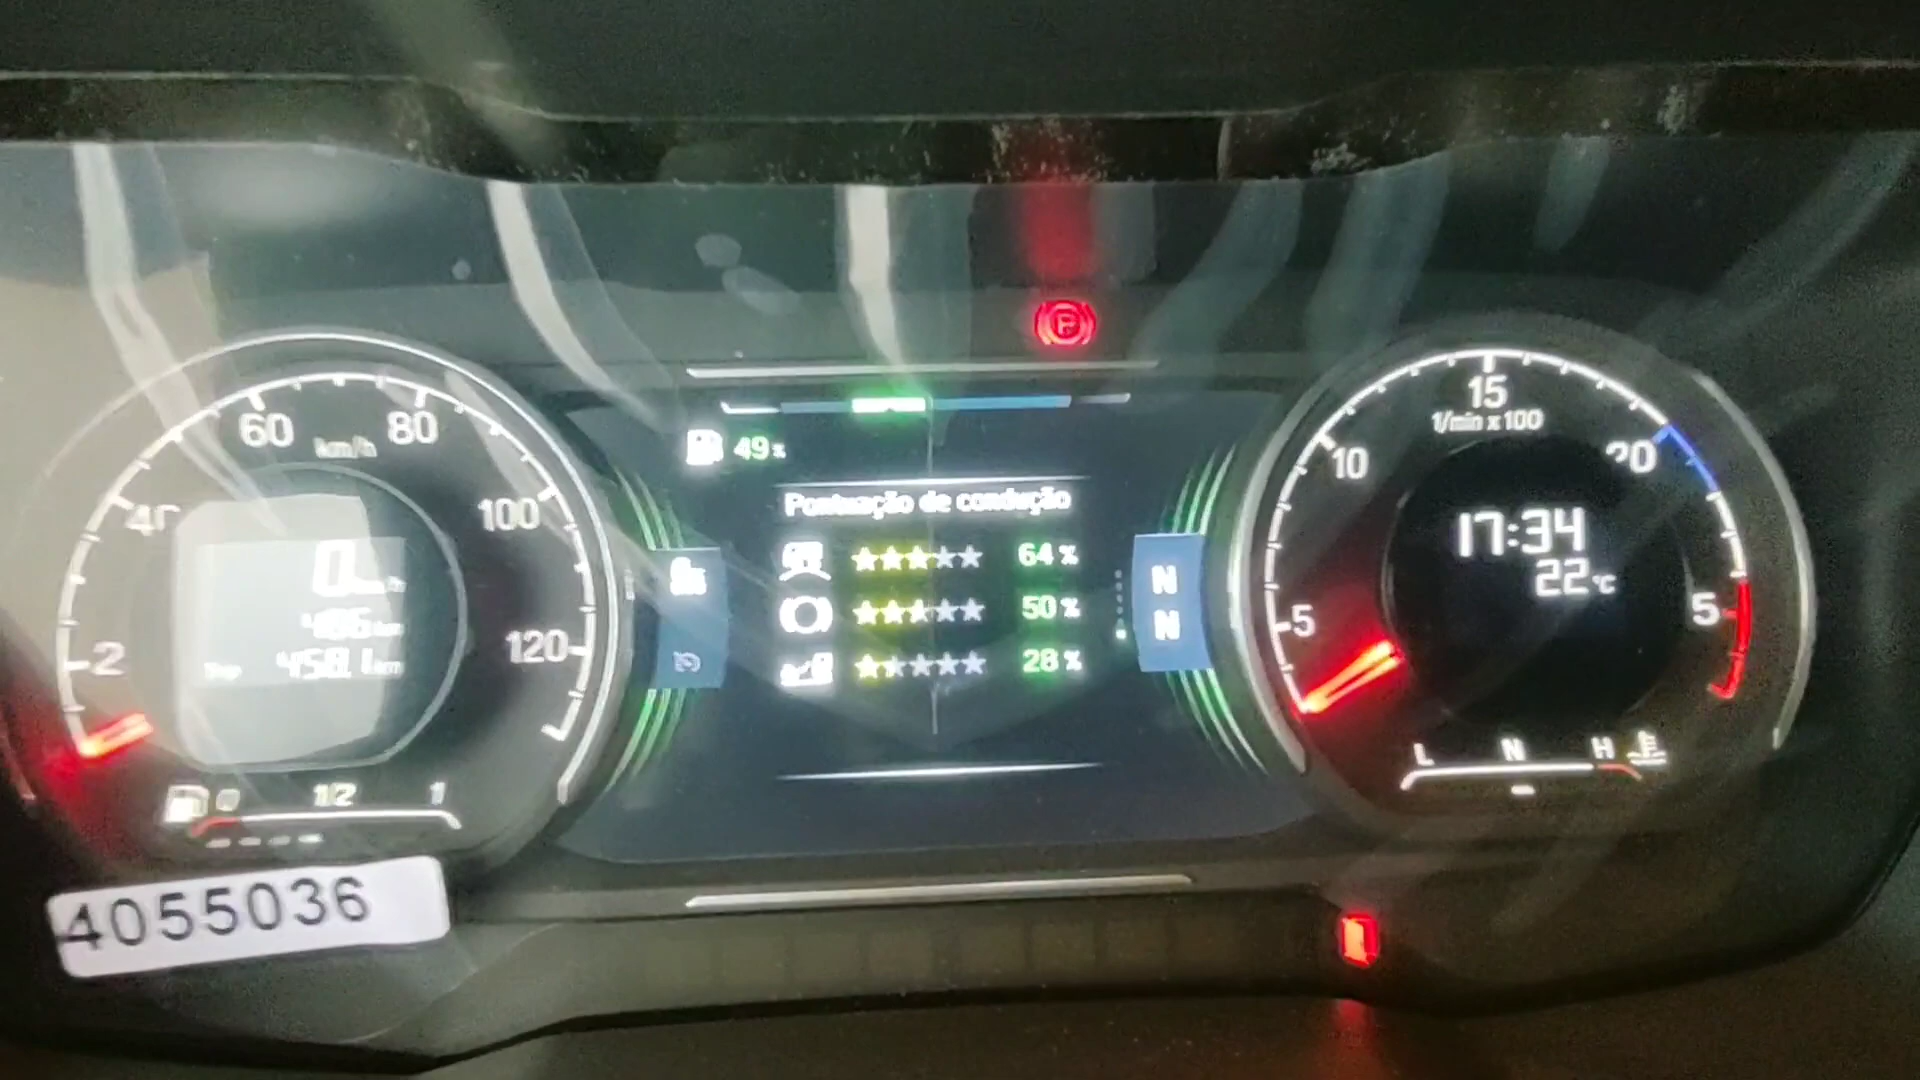 60
80
km/h
100
120
2
49%
Pontuação de condução
64 %
50 %
28 %
N
N
15
1/min x 100
10
20
5
5
17:34
22 °C
L N H
0 1/2 1
4055036